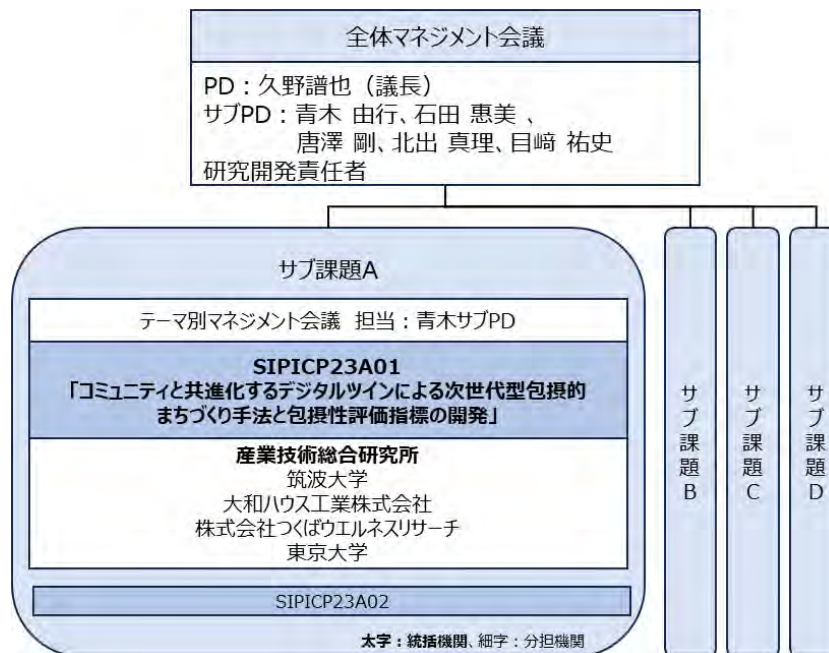 全体マネジメント会議
PD：久野譜也（議長）
サブPD：青木 由行、石田 惠美 、
唐澤 剛、北出 真理、目﨑 祐史
研究開発責任者
サブ課題A
テーマ別マネジメント会議 担当：青木サブPD
SIPICP23A01
「コミュニティと共進化するデジタルツインによる次世代型包摂的
まちづくり手法と包摂性評価指標の開発」
産業技術総合研究所
筑波大学
大和ハウス工業株式会社
株式会社つくばウエルネスリサーチ
東京大学
SIPICP23A02
太字：統括機関、細字：分担機関
サブ課題B
サブ課題C
サブ課題D